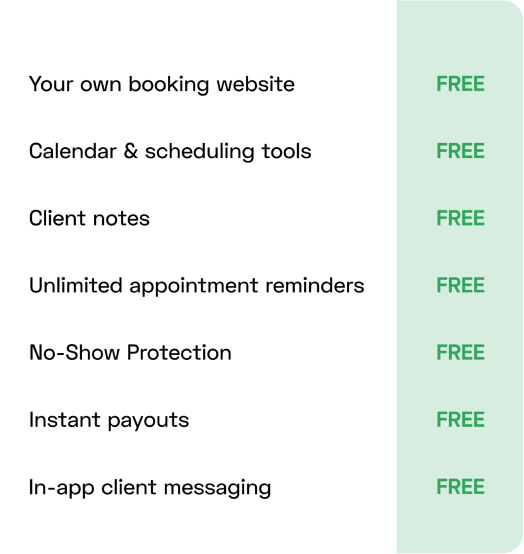 Your own booking website FREE
Calendar & scheduling tools FREE
Client notes FREE
Unlimited appointment reminders FREE
No-Show Protection FREE
Instant payouts FREE
In-app client messaging FREE